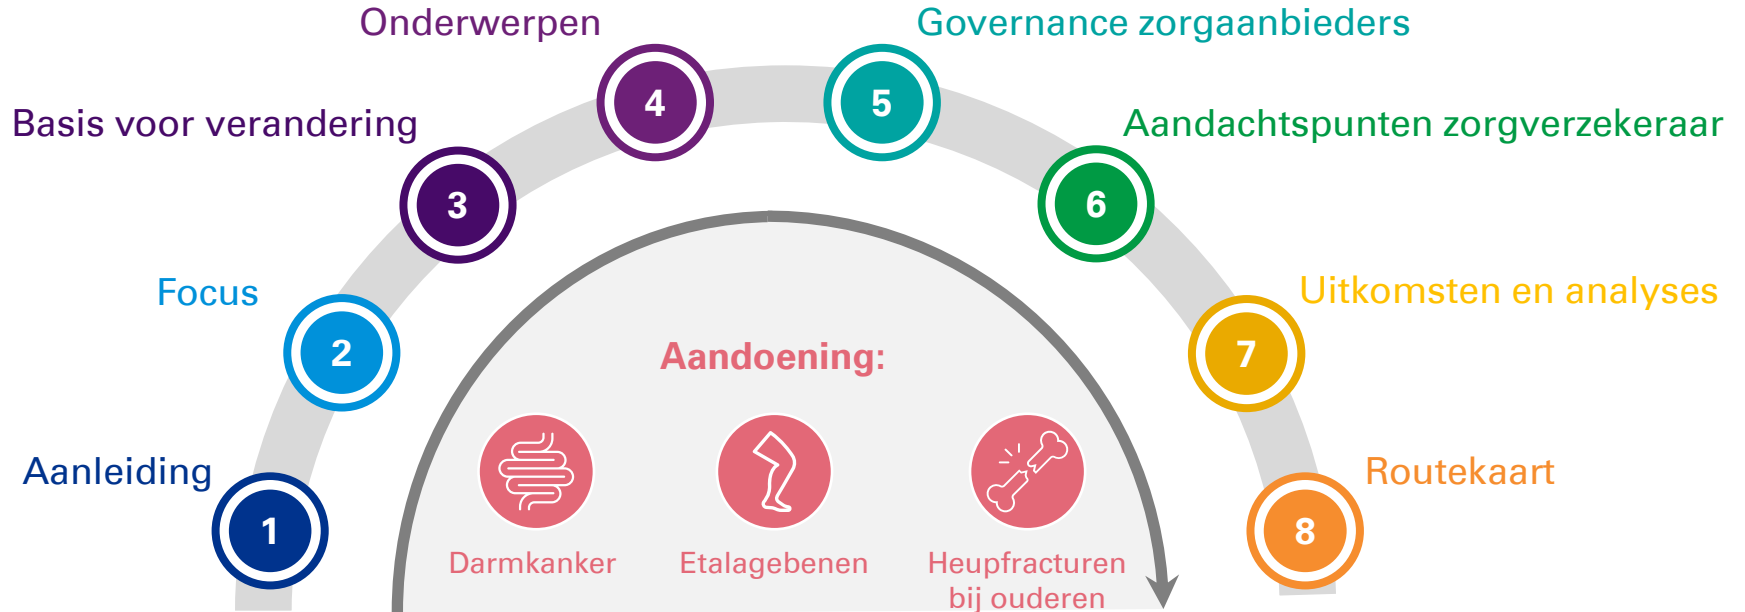 Onderwerpen
Governance zorgaanbieders
4
5
Basis voor verandering
Aandachtspunten zorgverzekeraar
3
6
Focus
Uitkomsten en analyses
2
7
Aandoening:
Aanleiding
Routekaart
1
8
Darmkanker
Etalagebenen
Heupfracturen
bij ouderen